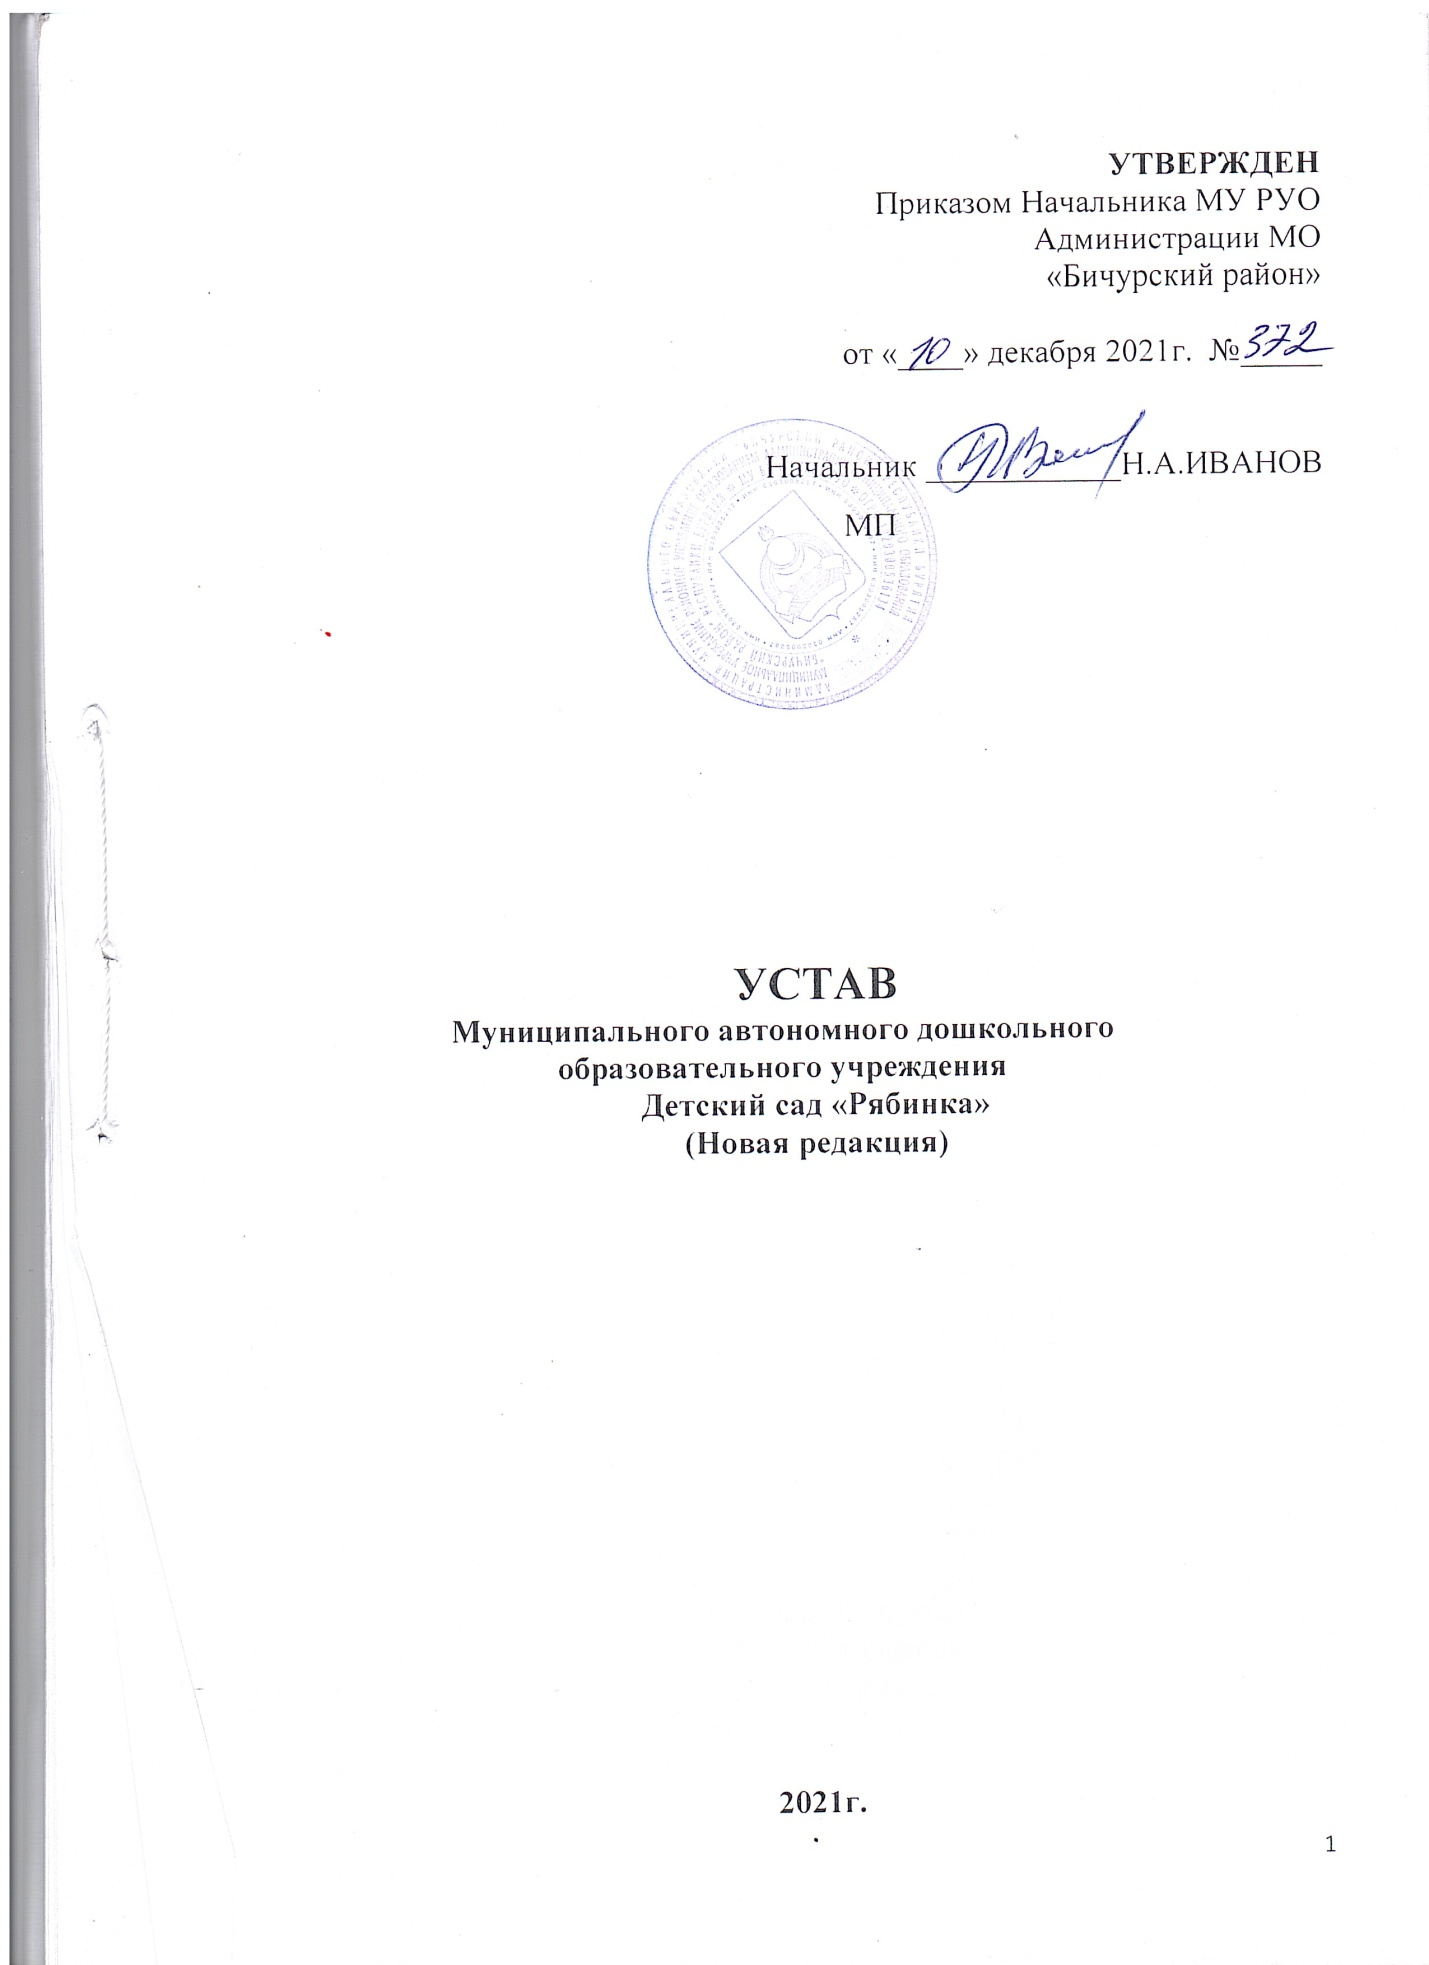 УТВЕРЖДЕН
Приказом Начальника МУ РУО
Администрации МО
«Бичурский район»
от «10» декабря 2021г. №372
Начальник Н.А.ИВАНОВ
МП
УСТАВ
Муниципального автономного дошкольного
образовательного учреждения
Детский сад «Рябинка»
(Новая редакция)
2021г.
1